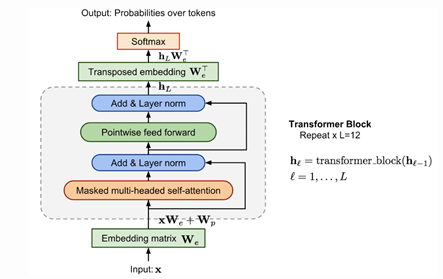 Output: Probabilities over tokens
Softmax
h_L W_e^⊤
Transposed embedding W_e^⊤
h_L
Add & Layer norm
Pointwise feed forward
Add & Layer norm
Masked multi-headed self-attention
xW_e + W_p
Embedding matrix W_e
Input: x
Transformer Block
Repeat x L=12
h_ℓ = transformer_block(h_{ℓ−1})
ℓ = 1, . . . , L